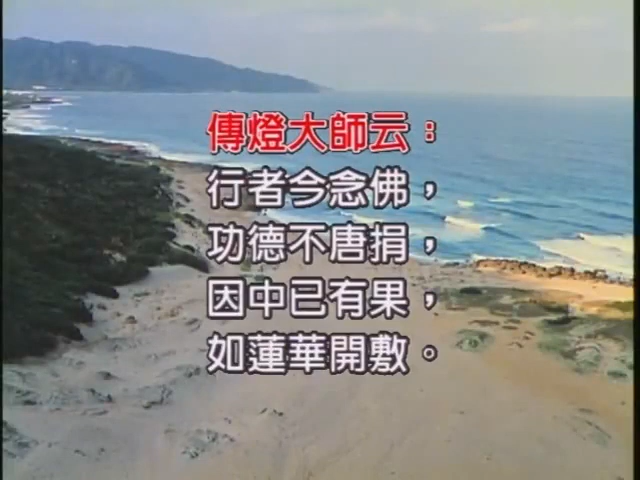 傳燈大師云：
行者今念佛，
功德不唐捐，
因中已有果，
如蓮華開敷。